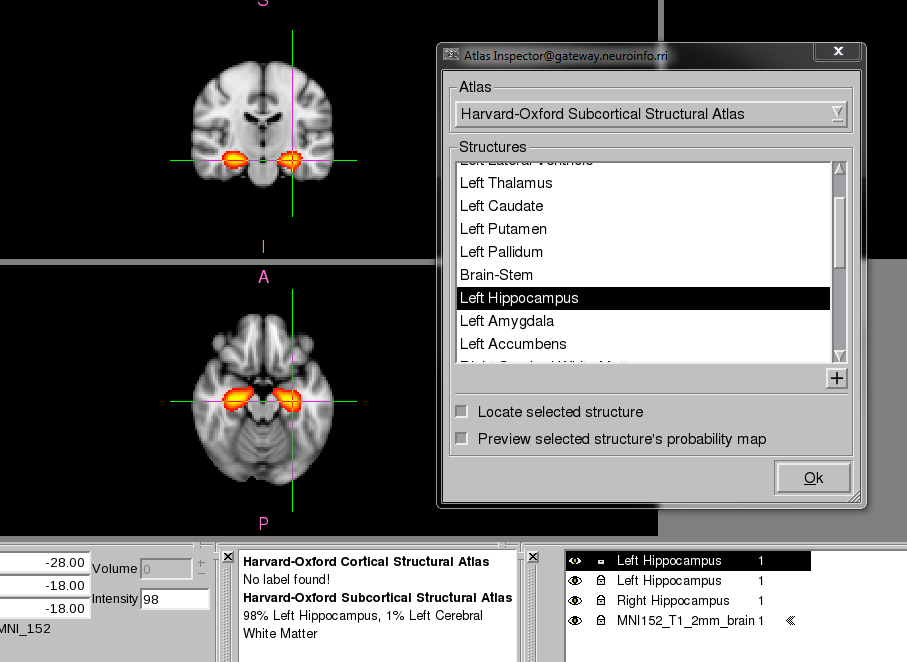 S
I
A
P
Atlas Inspector@gateway.neuroinfo.rri
Atlas
Harvard-Oxford Subcortical Structural Atlas
Structures
Left Lateral Ventricle
Left Thalamus
Left Caudate
Left Putamen
Left Pallidum
Brain-Stem
Left Hippocampus
Left Amygdala
Left Accumbens
+
Locate selected structure
Preview selected structure's probability map
Ok
-28.00
-18.00
-18.00
MNI_152
Volume 0
Intensity 98
Harvard-Oxford Cortical Structural Atlas
No label found!
Harvard-Oxford Subcortical Structural Atlas
98% Left Hippocampus, 1% Left Cerebral
White Matter
Left Hippocampus 1
Left Hippocampus 1
Right Hippocampus 1
MNI152_T1_2mm_brain 1